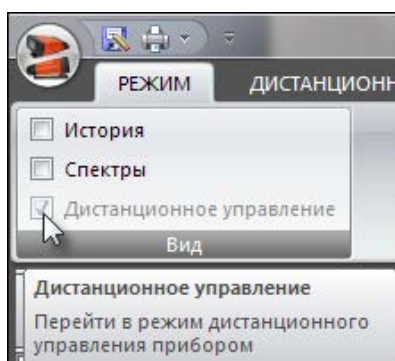 РЕЖИМ ДИСТАНЦИОНН
История
Спектры
Дистанционное управление
Вид
Дистанционное управление
Перейти в режим дистанционного
управления прибором